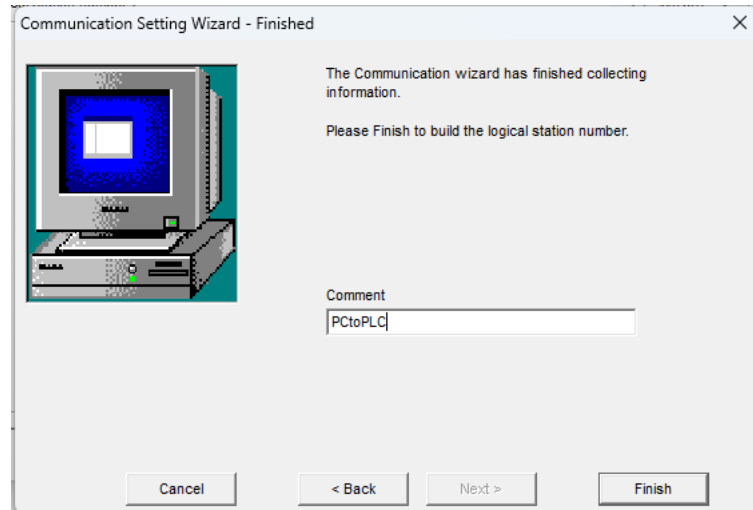 Communication Setting Wizard - Finished
The Communication wizard has finished collecting
information.
Please Finish to build the logical station number.
Comment
PCtoPLC
Cancel
< Back
Next >
Finish